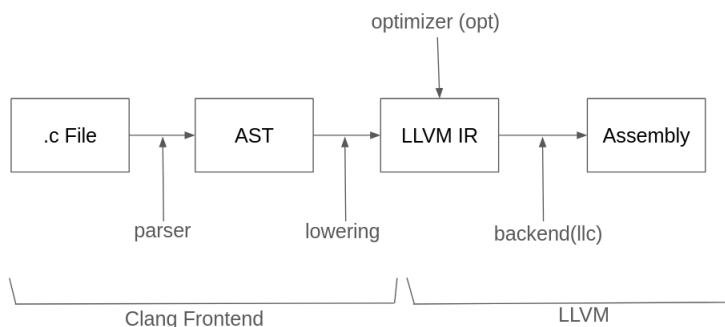 optimizer (opt)
.c File
AST
LLVM IR
Assembly
parser
lowering
backend(llc)
Clang Frontend
LLVM